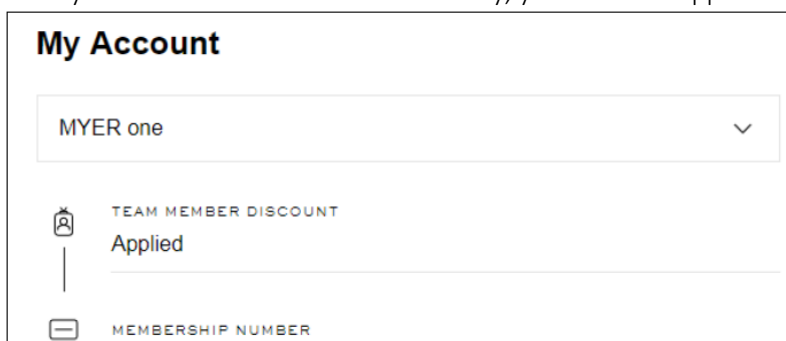 My Account
MYER one
TEAM MEMBER DISCOUNT
Applied
MEMBERSHIP NUMBER